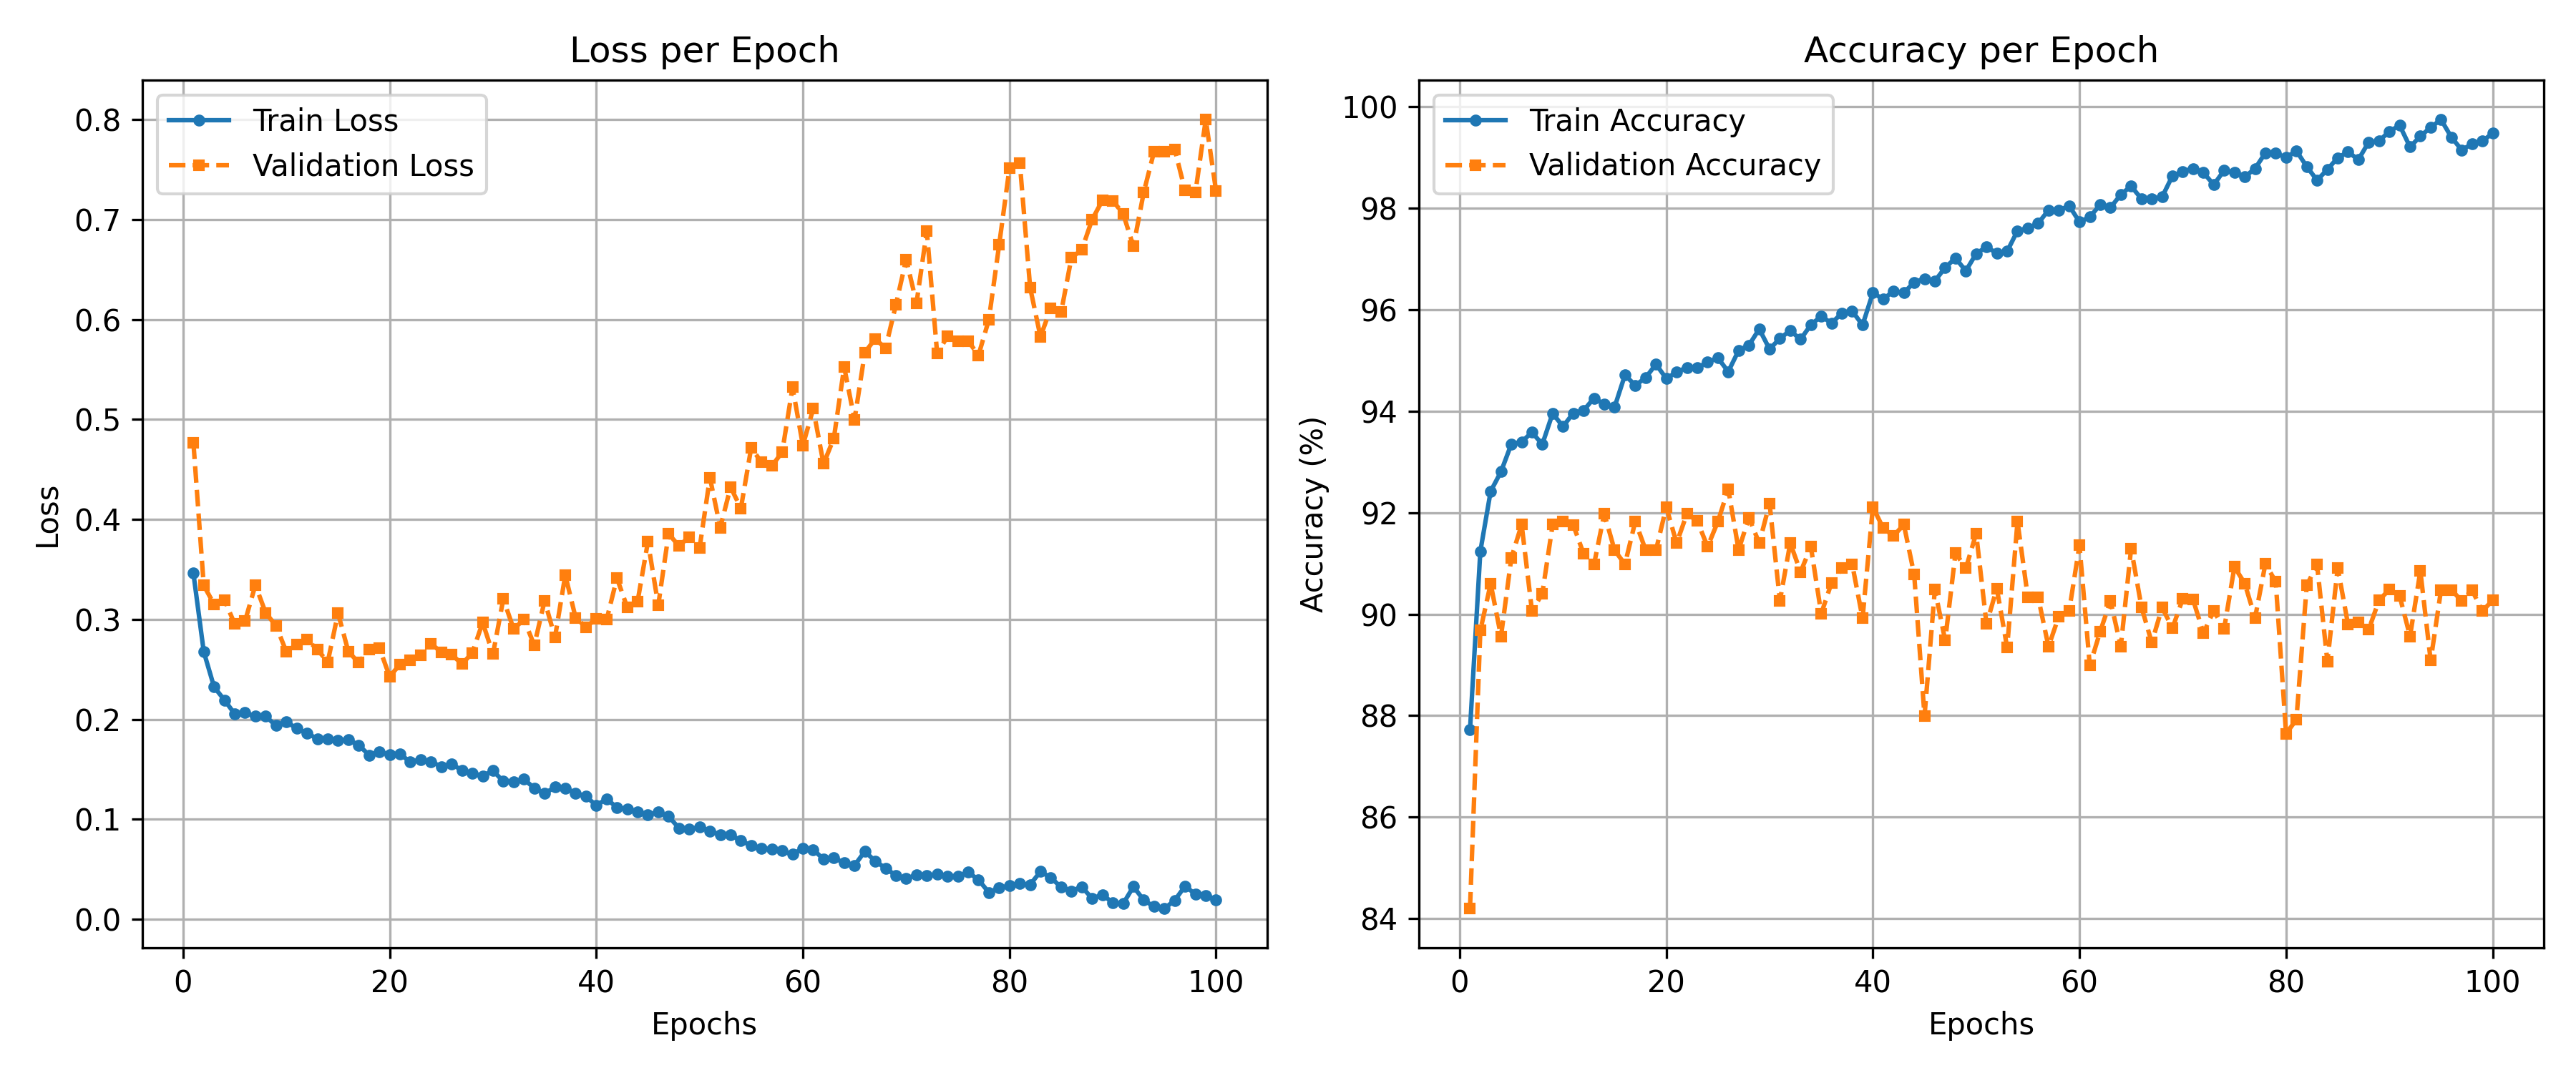 Loss per Epoch
Train Loss
Validation Loss
0.8
0.7
0.6
0.5
0.4
0.3
0.2
0.1
0.0
Loss
0 20 40 60 80 100
Epochs
Accuracy per Epoch
Train Accuracy
Validation Accuracy
100
98
96
94
92
90
88
86
84
Accuracy (%)
0 20 40 60 80 100
Epochs